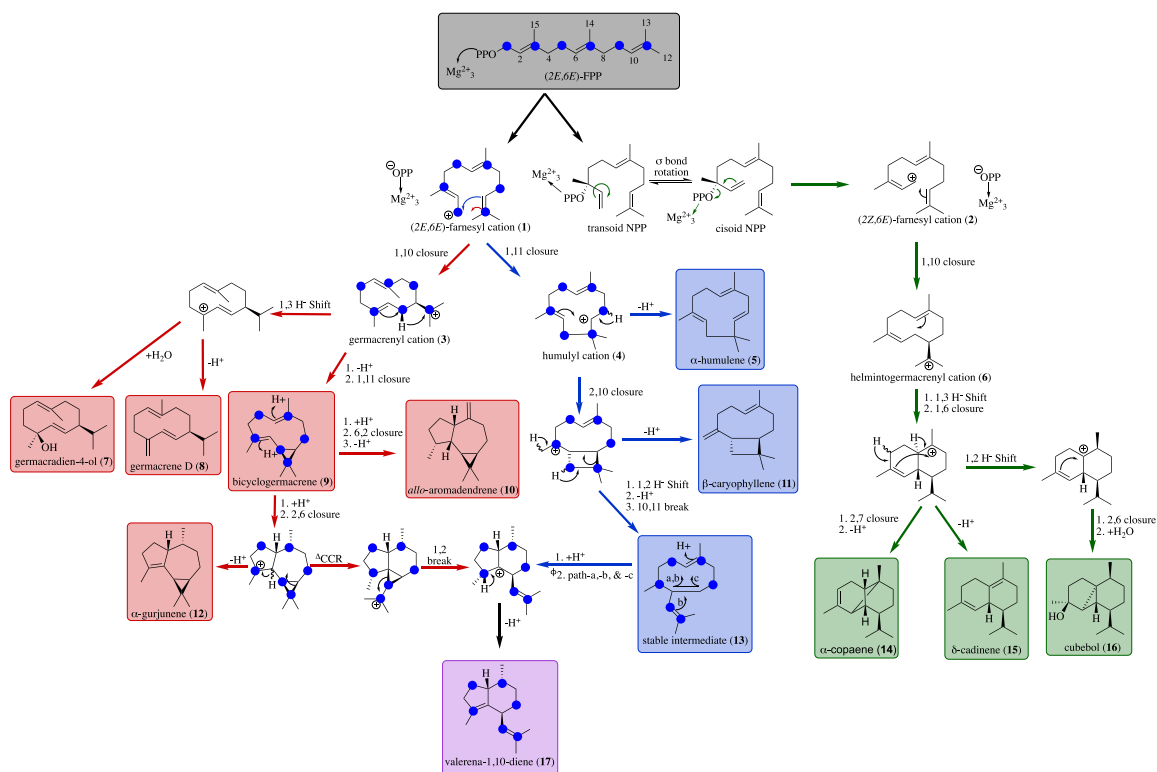 15
14
13
PPO
2
4
6
8
10
12
Mg2+3
(2E,6E)-FPP
⊖OPP
Mg2+3
⊕
(2E,6E)-farnesyl cation (1)
Mg2+3
PPO
transoid NPP
σ bond
rotation
PPO
Mg2+3
cisoid NPP
⊕
(2Z,6E)-farnesyl cation (2)
⊖OPP
Mg2+3
1,10 closure
1,11 closure
1,10 closure
⊕
1,3 H- Shift
H
⊕
germacrenyl cation (3)
⊕
H
humulyl cation (4)
-H+
α-humulene (5)
⊕
helmintogermacrenyl cation (6)
+H2O
-H+
1. -H+
2. 1,11 closure
2,10 closure
1. 1,3 H- Shift
2. 1,6 closure
OH
germacradien-4-ol (7)
germacrene D (8)
H+
H+
bicyclogermacrene (9)
1. +H+
2. 6,2 closure
3. -H+
H
H
allo-aromadendrene (10)
H
⊕
H
-H+
β-caryophyllene (11)
H
H
H
⊕
1,2 H- Shift
⊕
H
1. +H+
2. 2,6 closure
1. 1,2 H- Shift
2. -H+
3. 10,11 break
1. 2,7 closure
2. -H+
-H+
1. 2,6 closure
2. +H2O
H
α-gurjunene (12)
-H+
H
⊕
H
ΔCCR
H
⊕
1,2
break
H
⊕
H
1. +H+
Φ2. path-a,-b, & -c
H+
a,b
c
b
stable intermediate (13)
H
H
α-copaene (14)
H
δ-cadinene (15)
HO
H
cubebol (16)
-H+
H
valerena-1,10-diene (17)